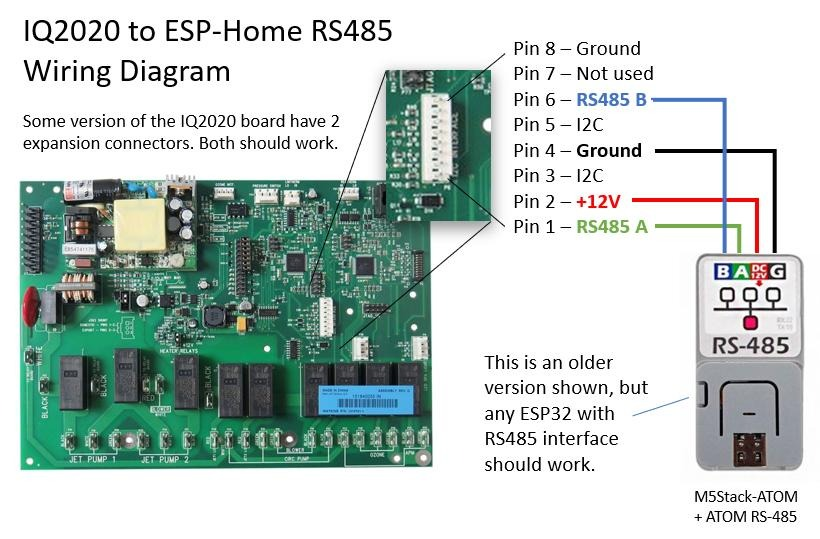 IQ2020 to ESP-Home RS485
Wiring Diagram
Some version of the IQ2020 board have 2
expansion connectors. Both should work.
Pin 8 – Ground
Pin 7 – Not used
Pin 6 – RS485 B
Pin 5 – I2C
Pin 4 – Ground
Pin 3 – I2C
Pin 2 – +12V
Pin 1 – RS485 A
B A DC 12V G
RS-485
HEATER RELAYS
WHITE
BLACK
BLACK
RED
BLACK
JET PUMP 1
JET PUMP 2
BLOWER
CIRC PUMP
OZONE
This is an older
version shown, but
any ESP32 with
RS485 interface
should work.
M5Stack-ATOM
+ ATOM RS-485